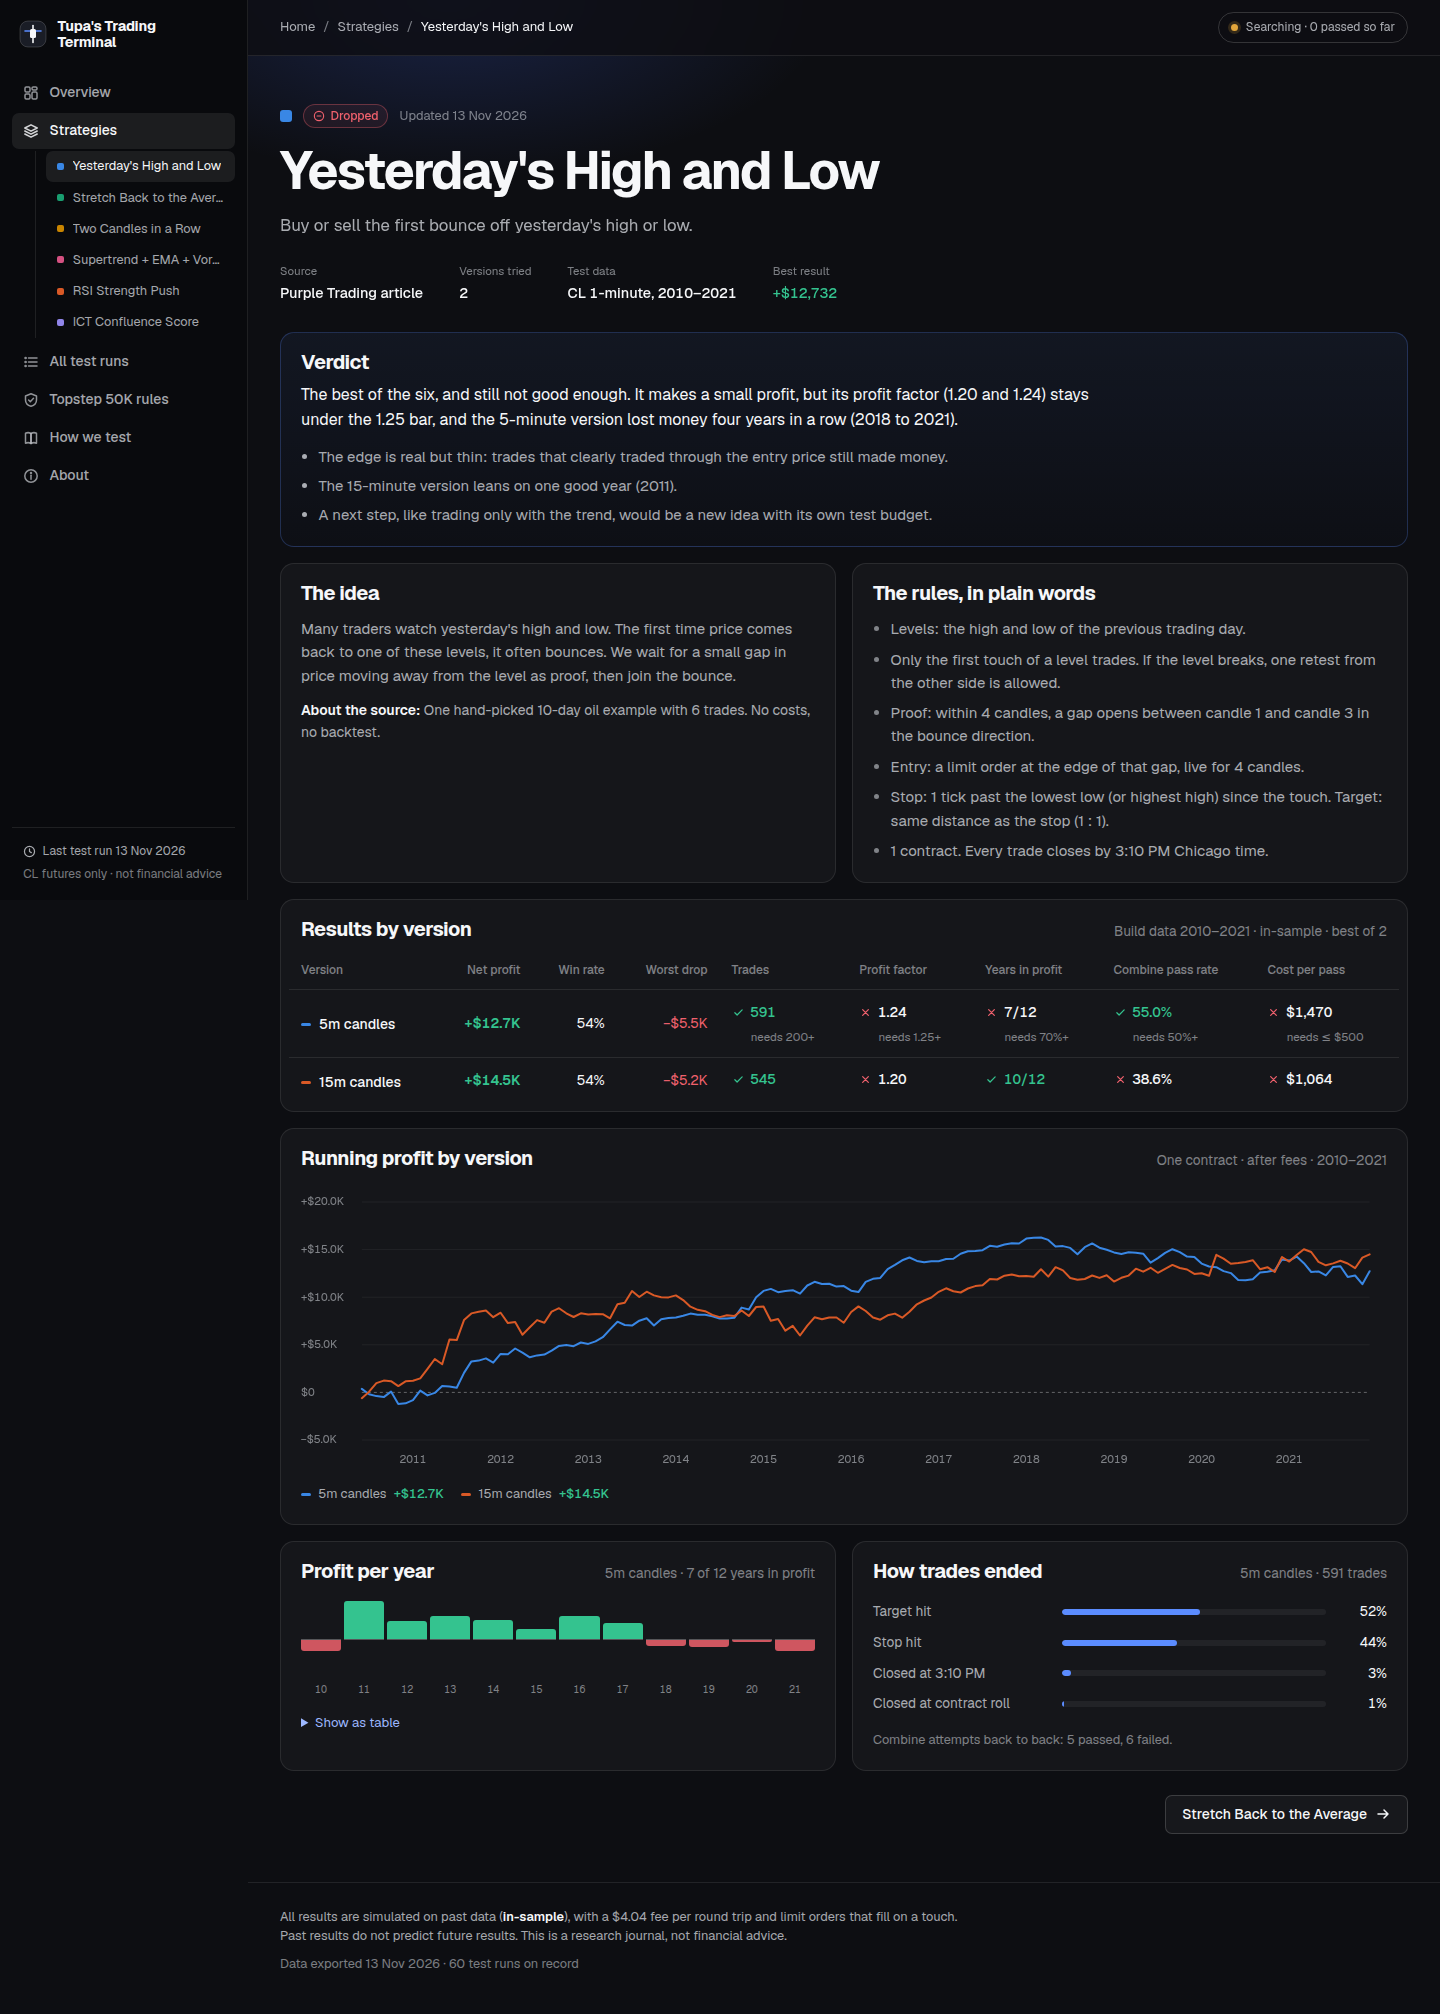 Tupa's Trading
Terminal
Overview
Strategies
Yesterday's High and Low
Stretch Back to the Aver...
Two Candles in a Row
Supertrend + EMA + Vor...
RSI Strength Push
ICT Confluence Score
All test runs
Topstep 50K rules
How we test
About
Last test run 13 Nov 2026
CL futures only · not financial advice
Home / Strategies / Yesterday's High and Low
Searching · 0 passed so far
Dropped Updated 13 Nov 2026
Yesterday's High and Low
Buy or sell the first bounce off yesterday's high or low.
Source Versions tried Test data Best result
Purple Trading article 2 CL 1-minute, 2010–2021 +$12,732
Verdict
The best of the six, and still not good enough. It makes a small profit, but its profit factor (1.20 and 1.24) stays
under the 1.25 bar, and the 5-minute version lost money four years in a row (2018 to 2021).
• The edge is real but thin: trades that clearly traded through the entry price still made money.
• The 15-minute version leans on one good year (2011).
• A next step, like trading only with the trend, would be a new idea with its own test budget.
The idea
Many traders watch yesterday's high and low. The first time price comes
back to one of these levels, it often bounces. We wait for a small gap in
price moving away from the level as proof, then join the bounce.
About the source: One hand-picked 10-day oil example with 6 trades. No costs,
no backtest.
The rules, in plain words
• Levels: the high and low of the previous trading day.
• Only the first touch of a level trades. If the level breaks, one retest from
the other side is allowed.
• Proof: within 4 candles, a gap opens between candle 1 and candle 3 in
the bounce direction.
• Entry: a limit order at the edge of that gap, live for 4 candles.
• Stop: 1 tick past the lowest low (or highest high) since the touch. Target:
same distance as the stop (1 : 1).
• 1 contract. Every trade closes by 3:10 PM Chicago time.
Results by version Build data 2010–2021 · in-sample · best of 2
Version Net profit Win rate Worst drop Trades Profit factor Years in profit Combine pass rate Cost per pass
5m candles +$12.7K 54% −$5.5K ✓ 591 × 1.24 × 7/12 ✓ 55.0% × $1,470
needs 200+ needs 1.25+ needs 70%+ needs 50%+ needs ≤ $500
15m candles +$14.5K 54% −$5.2K ✓ 545 × 1.20 ✓ 10/12 × 38.6% × $1,064
Running profit by version One contract · after fees · 2010–2021
+$20.0K
+$15.0K
+$10.0K
+$5.0K
$0
−$5.0K
2011 2012 2013 2014 2015 2016 2017 2018 2019 2020 2021
5m candles +$12.7K 15m candles +$14.5K
Profit per year 5m candles · 7 of 12 years in profit
10 11 12 13 14 15 16 17 18 19 20 21
Show as table
How trades ended 5m candles · 591 trades
Target hit 52%
Stop hit 44%
Closed at 3:10 PM 3%
Closed at contract roll 1%
Combine attempts back to back: 5 passed, 6 failed.
Stretch Back to the Average →
All results are simulated on past data (in-sample), with a $4.04 fee per round trip and limit orders that fill on a touch.
Past results do not predict future results. This is a research journal, not financial advice.
Data exported 13 Nov 2026 · 60 test runs on record